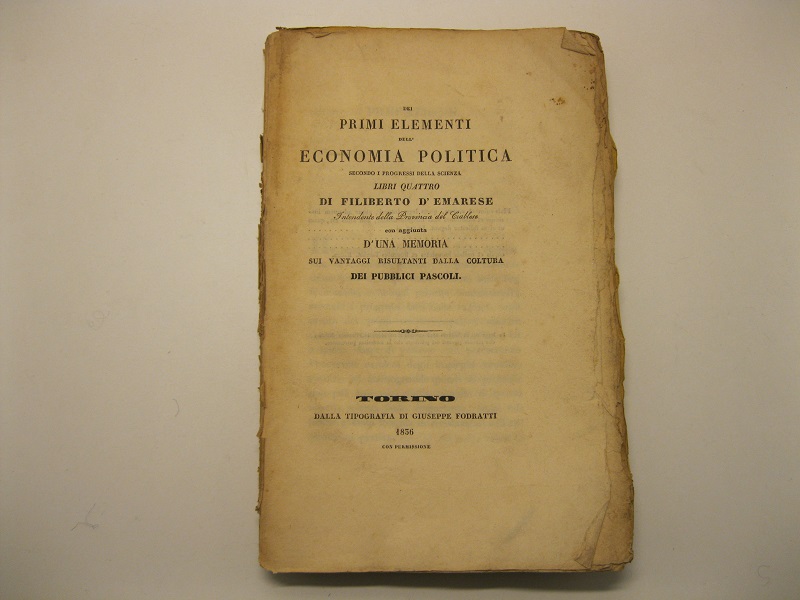 DEI
PRIMI ELEMENTI
DELL'
ECONOMIA POLITICA
SECONDO I PROGRESSI DELLA SCIENZA
LIBRI QUATTRO
DI FILIBERTO D'EMARESE
Intendente della Provincia del Ciablese
con aggiunta
D'UNA MEMORIA
SUI VANTAGGI RISULTANTI DALLA COLTURA
DEI PUBBLICI PASCOLI.
TORINO
DALLA TIPOGRAFIA DI GIUSEPPE FODRATTI
1836
CON PERMISSIONE